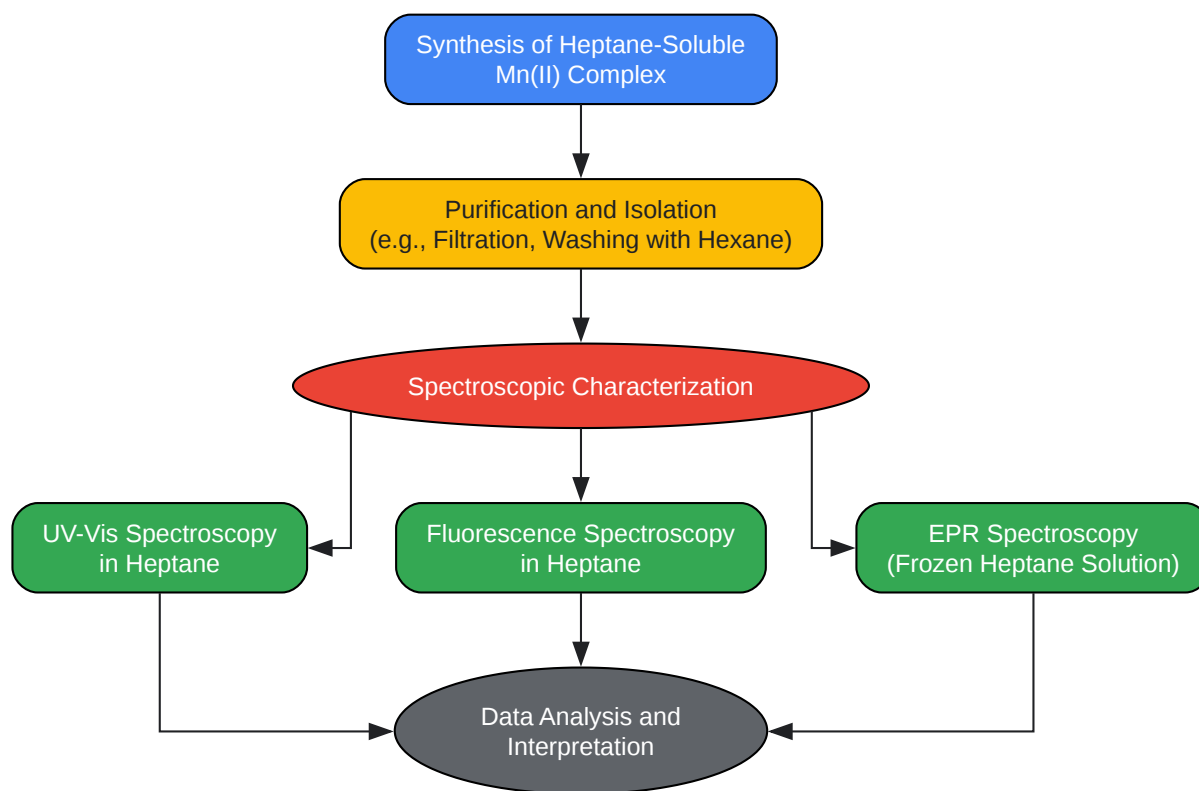 Synthesis of Heptane-Soluble
Mn(II) Complex
Purification and Isolation
(e.g., Filtration, Washing with Hexane)
Spectroscopic Characterization
UV-Vis Spectroscopy
in Heptane
Fluorescence Spectroscopy
in Heptane
EPR Spectroscopy
(Frozen Heptane Solution)
Data Analysis and
Interpretation